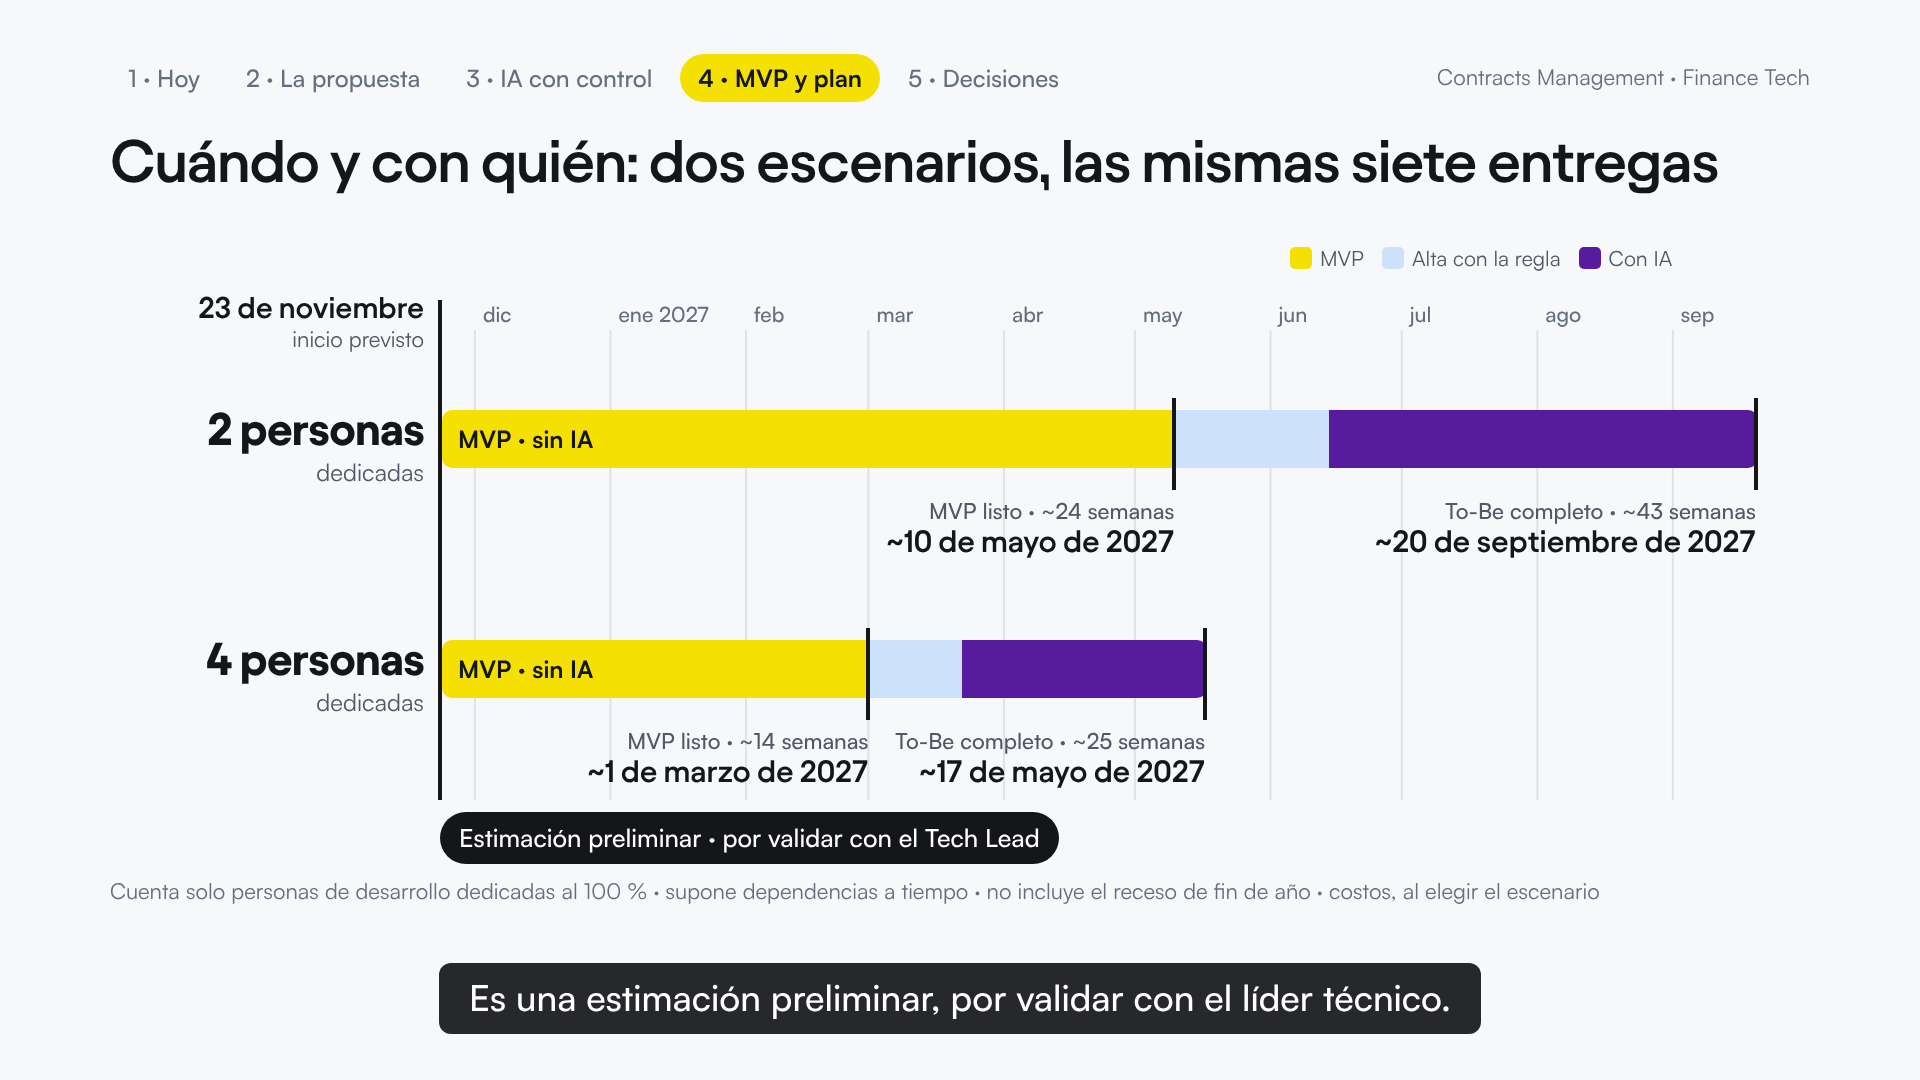 1 · Hoy 2 · La propuesta 3 · IA con control 4 · MVP y plan 5 · Decisiones Contracts Management · Finance Tech
Cuándo y con quién: dos escenarios, las mismas siete entregas
MVP Alta con la regla Con IA
23 de noviembre
inicio previsto
dic ene 2027 feb mar abr may jun jul ago sep
2 personas
dedicadas
MVP · sin IA
MVP listo · ~24 semanas
~10 de mayo de 2027
To-Be completo · ~43 semanas
~20 de septiembre de 2027
4 personas
dedicadas
MVP · sin IA
MVP listo · ~14 semanas
~1 de marzo de 2027
To-Be completo · ~25 semanas
~17 de mayo de 2027
Estimación preliminar · por validar con el Tech Lead
Cuenta solo personas de desarrollo dedicadas al 100 % · supone dependencias a tiempo · no incluye el receso de fin de año · costos, al elegir el escenario
Es una estimación preliminar, por validar con el líder técnico.